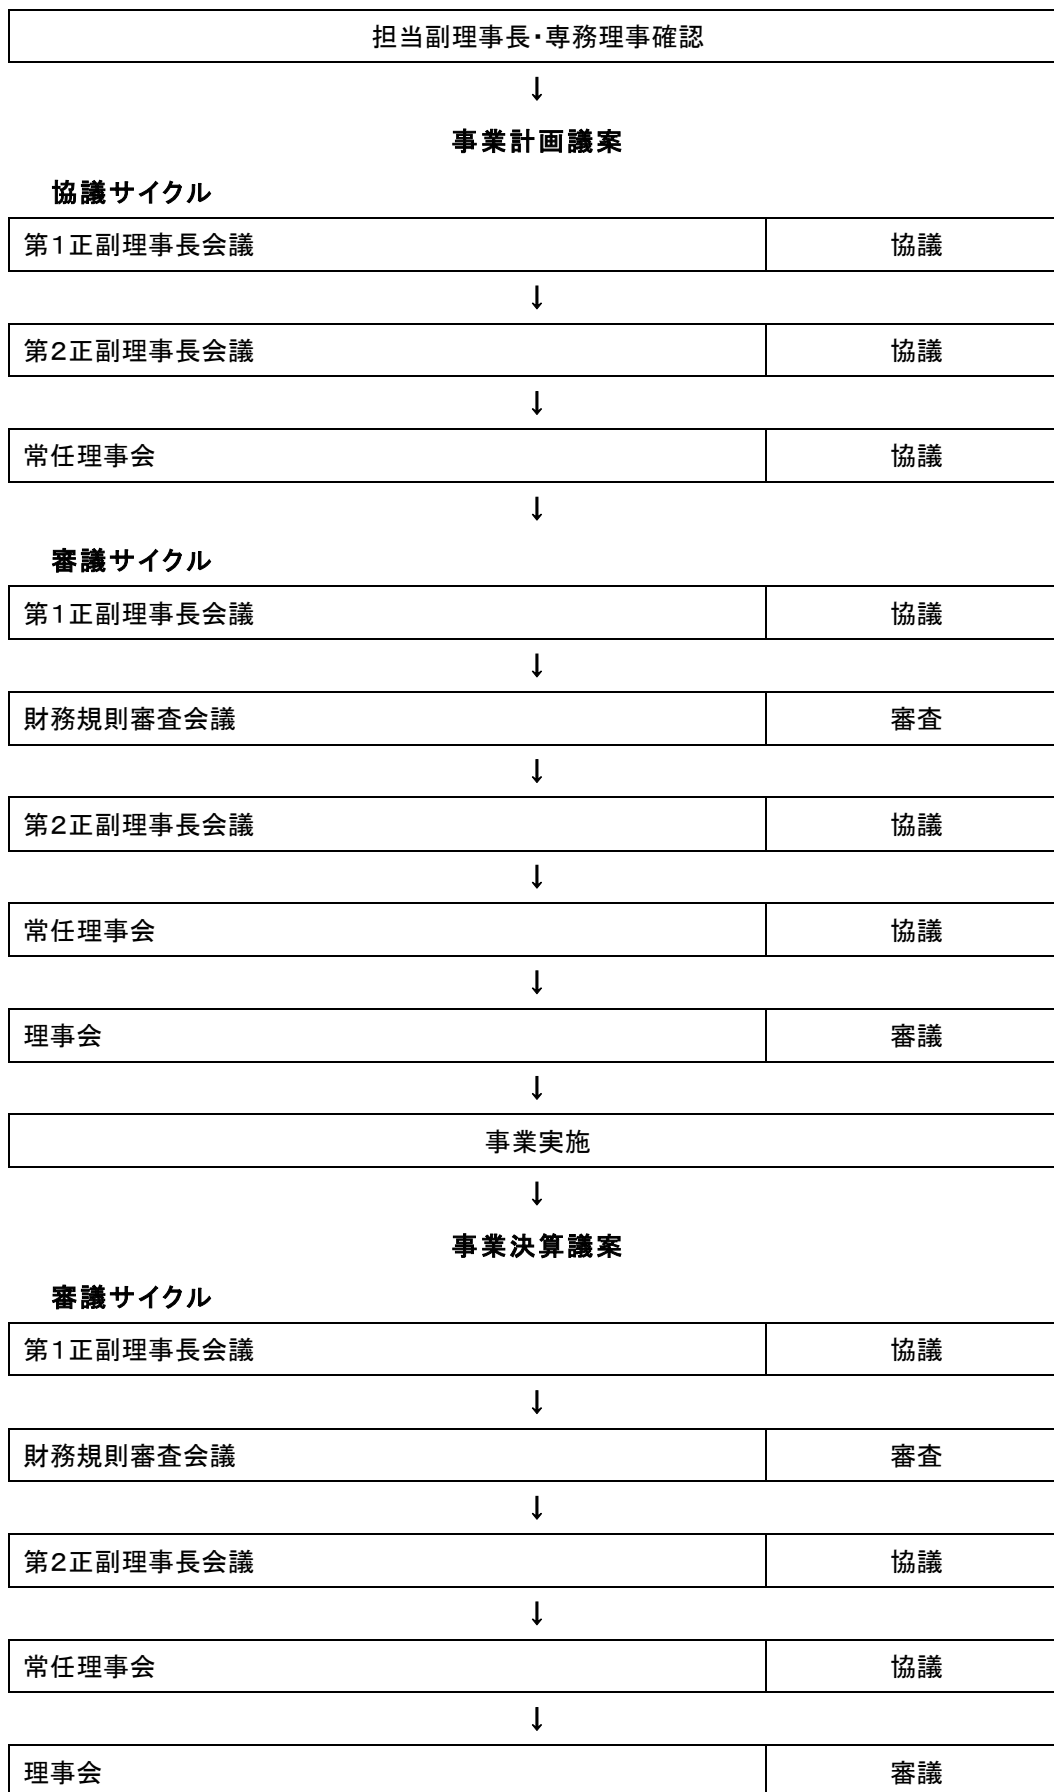 担当副理事長・専務理事確認
↓
事業計画議案
協議サイクル
第1正副理事長会議 協議
↓
第2正副理事長会議 協議
↓
常任理事会 協議
↓
審議サイクル
第1正副理事長会議 協議
↓
財務規則審査会議 審査
↓
第2正副理事長会議 協議
↓
常任理事会 協議
↓
理事会 審議
↓
事業実施
↓
事業決算議案
審議サイクル
第1正副理事長会議 協議
↓
財務規則審査会議 審査
↓
第2正副理事長会議 協議
↓
常任理事会 協議
↓
理事会 審議